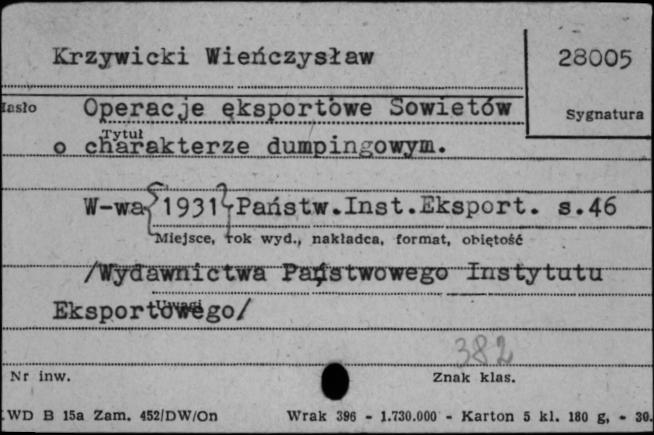 Krzywicki Wieńczysław
28005
Hasło
Operacje eksportowe Sowietów
Sygnatura
Tytuł
o charakterze dumpingowym.
W-wa {1931} Państw.Inst.Eksport. s.46
Miejsce, rok wyd., nakładca, format, objętość
/Wydawnictwa Państwowego Instytutu
Uwagi
Eksportowego/
382
Nr inw.
Znak klas.
WD B 15a Zam. 452/DW/On Wrak 396 - 1.730.000 - Karton 5 kl. 180 g, - 30.